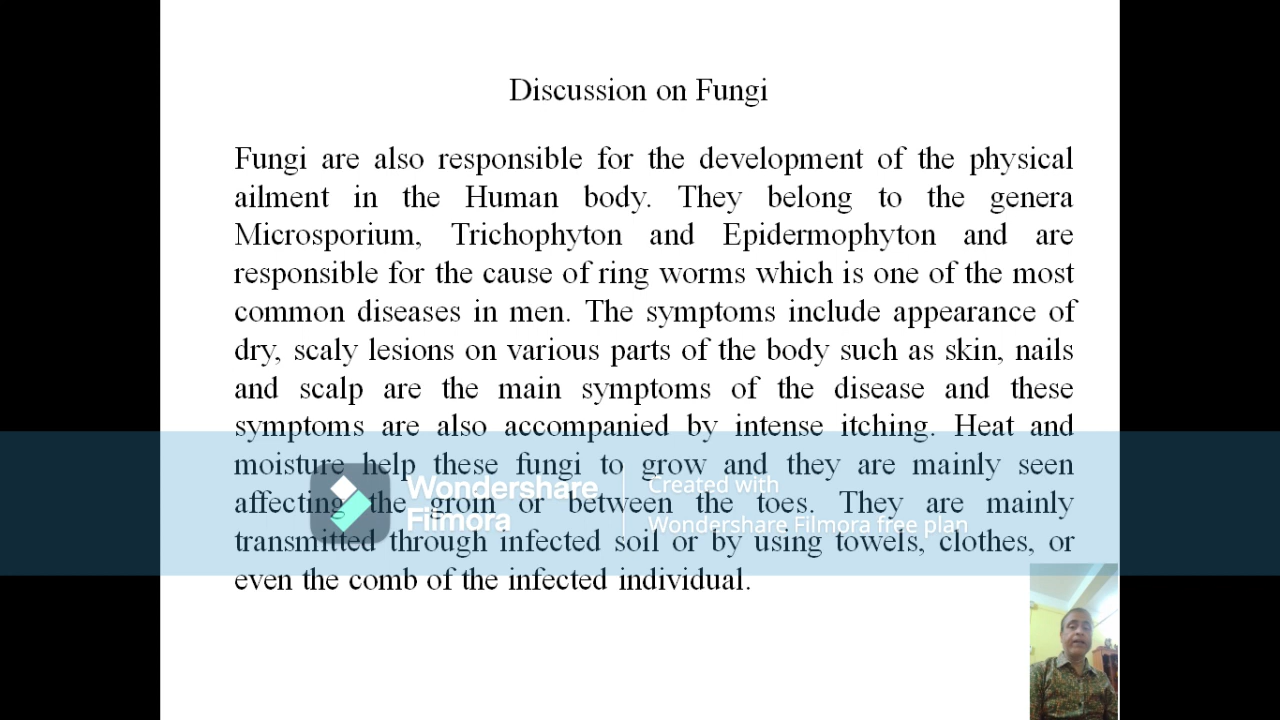 Discussion on Fungi
Fungi are also responsible for the development of the physical
ailment in the Human body. They belong to the genera
Microsporium, Trichophyton and Epidermophyton and are
responsible for the cause of ring worms which is one of the most
common diseases in men. The symptoms include appearance of
dry, scaly lesions on various parts of the body such as skin, nails
and scalp are the main symptoms of the disease and these
symptoms are also accompanied by intense itching. Heat and
moisture help these fungi to grow and they are mainly seen
affecting the groin or between the toes. They are mainly
transmitted through infected soil or by using towels, clothes, or
even the comb of the infected individual.
Wondershare
Filmora
Created with
Wondershare Filmora free plan